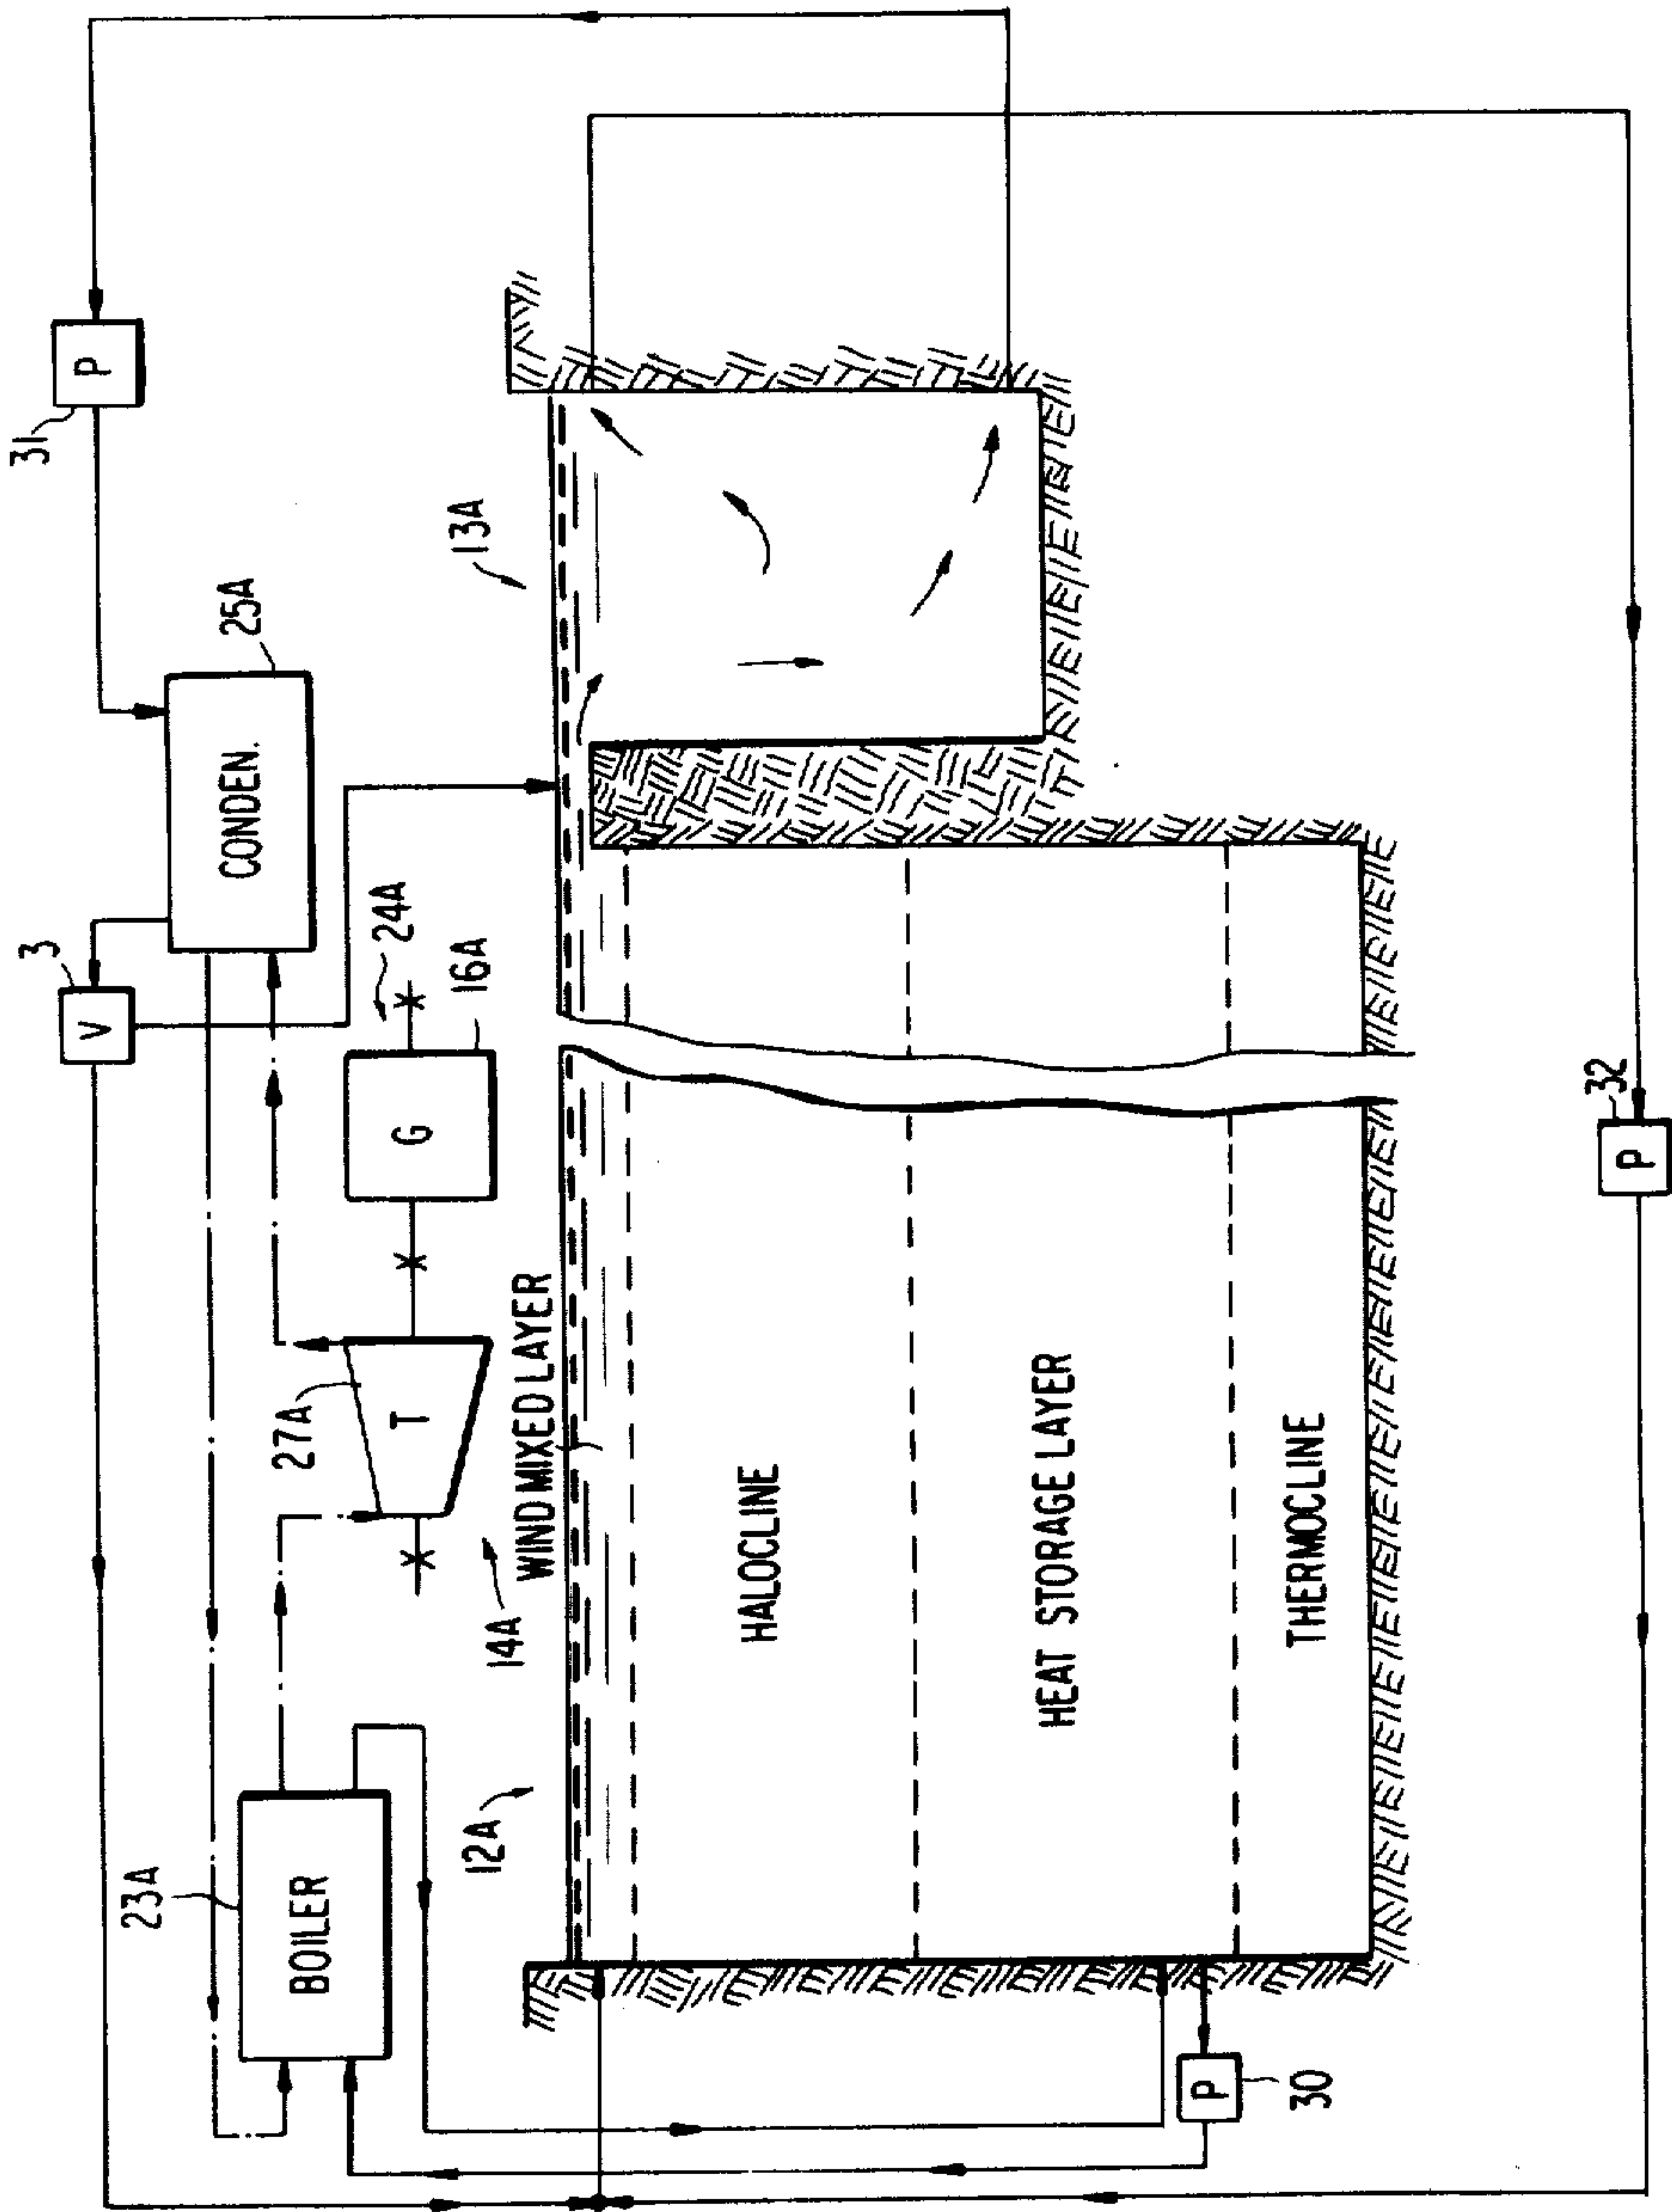 23A
BOILER
12A
14A
27A
T
G
16A
24A
3
V
CONDEN.
25A
31
P
13A
WIND MIXED LAYER
HALOCLINE
HEAT STORAGE LAYER
THERMOCLINE
P
30
32
P